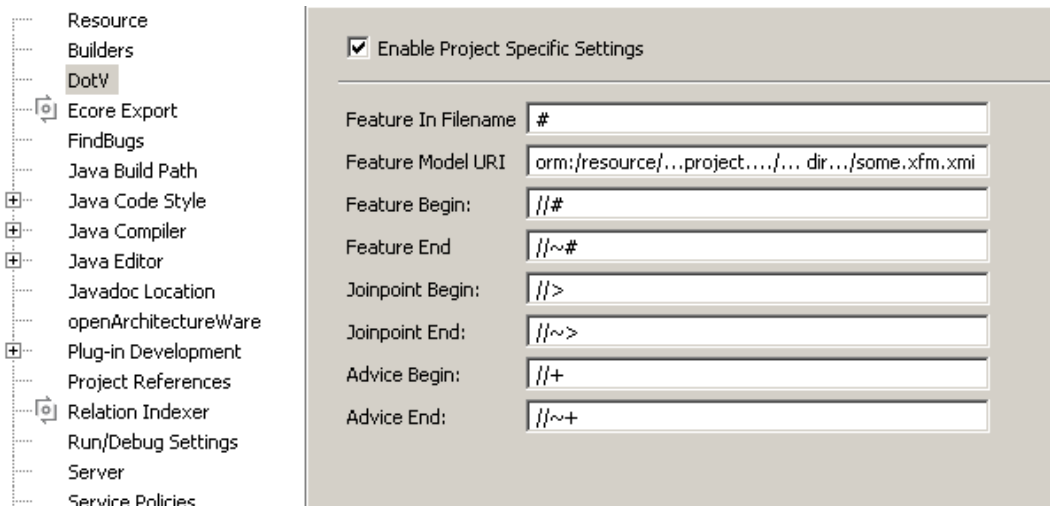 Resource
Builders
DotV
Ecore Export
FindBugs
Java Build Path
Java Code Style
Java Compiler
Java Editor
Javadoc Location
openArchitectureWare
Plug-in Development
Project References
Relation Indexer
Run/Debug Settings
Server
Service Policies
Enable Project Specific Settings
Feature In Filename #
Feature Model URI orm:/resource/...project..../... dir.../some.xfm.xmi
Feature Begin: //#
Feature End //~#
Joinpoint Begin: //>
Joinpoint End: //~>
Advice Begin: //+
Advice End: //~+